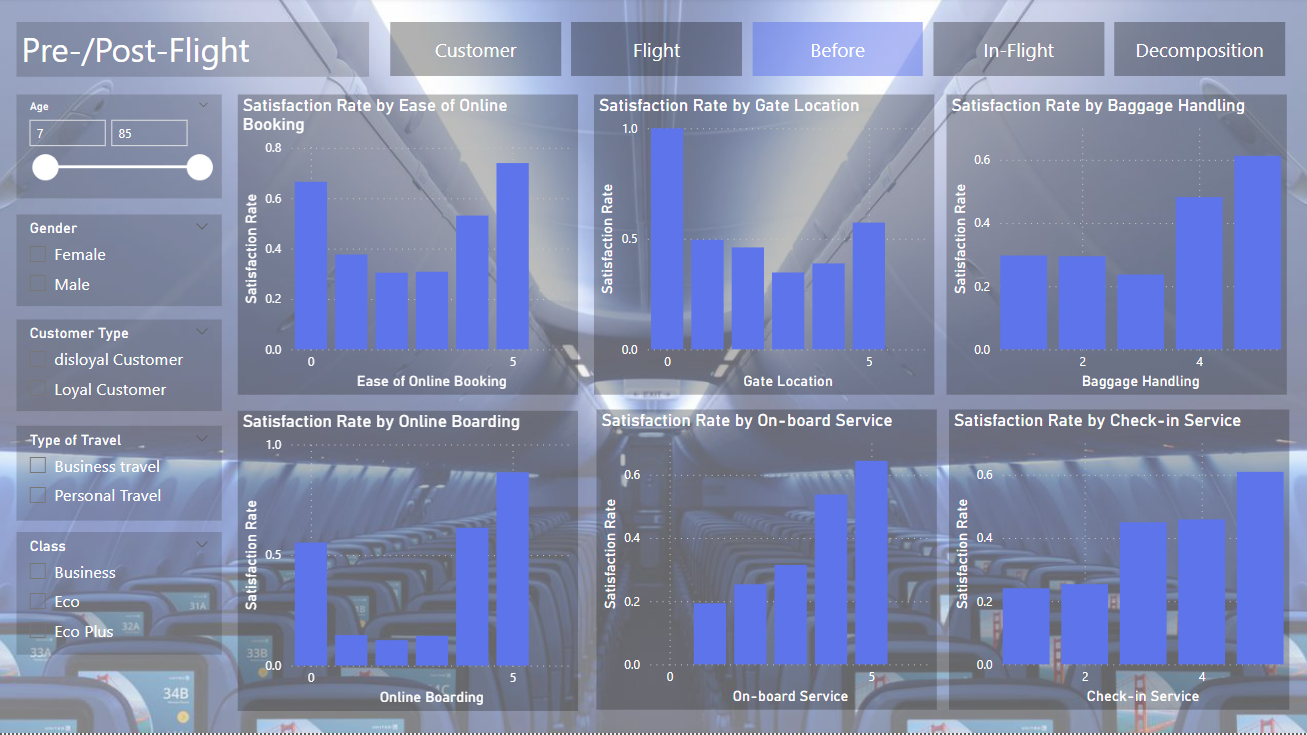 Pre-/Post-Flight
Customer
Flight
Before
In-Flight
Decomposition
Age
7
85
Gender
Female
Male
Customer Type
disloyal Customer
Loyal Customer
Type of Travel
Business travel
Personal Travel
Class
Business
Eco
Eco Plus
Satisfaction Rate by Ease of Online
Booking
Satisfaction Rate
0.8
0.6
0.4
0.2
0.0
0
5
Ease of Online Booking
Satisfaction Rate by Gate Location
Satisfaction Rate
1.0
0.5
0.0
0
5
Gate Location
Satisfaction Rate by Baggage Handling
Satisfaction Rate
0.6
0.4
0.2
0.0
2
4
Baggage Handling
Satisfaction Rate by Online Boarding
Satisfaction Rate
1.0
0.5
0.0
0
5
Online Boarding
Satisfaction Rate by On-board Service
Satisfaction Rate
0.6
0.4
0.2
0.0
0
5
On-board Service
Satisfaction Rate by Check-in Service
Satisfaction Rate
0.6
0.4
0.2
0.0
2
4
Check-in Service
EXIT
31A
32A
33A
33B
34B